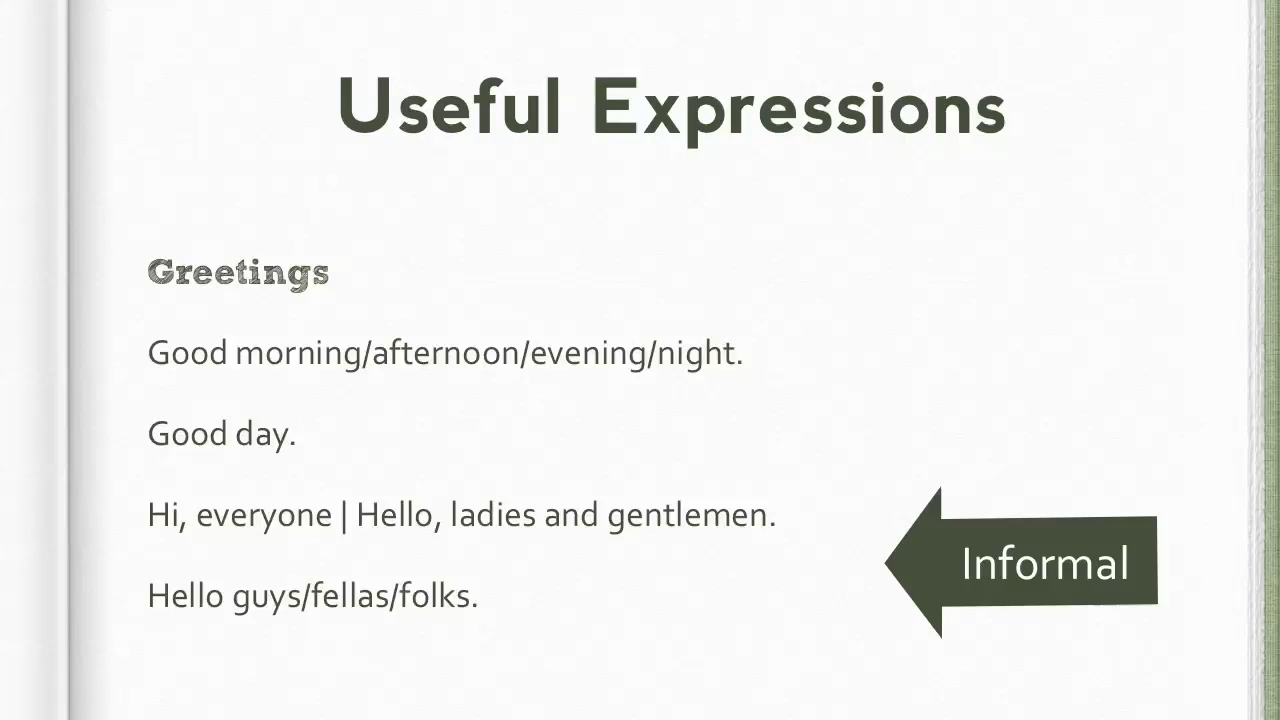 Useful Expressions
Greetings
Good morning/afternoon/evening/night.
Good day.
Hi, everyone | Hello, ladies and gentlemen.
Informal
Hello guys/fellas/folks.